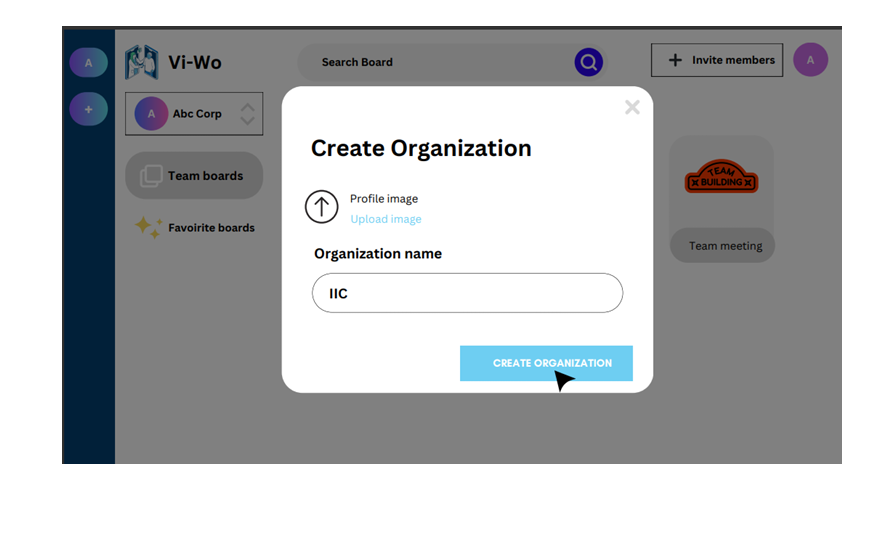 A
Vi-Wo
Search Board
+ Invite members
A
+
A Abc Corp
Team boards
Favoirite boards
Create Organization
Profile image
Upload image
Organization name
IIC
CREATE ORGANIZATION
TEAM
BUILDING
Team meeting